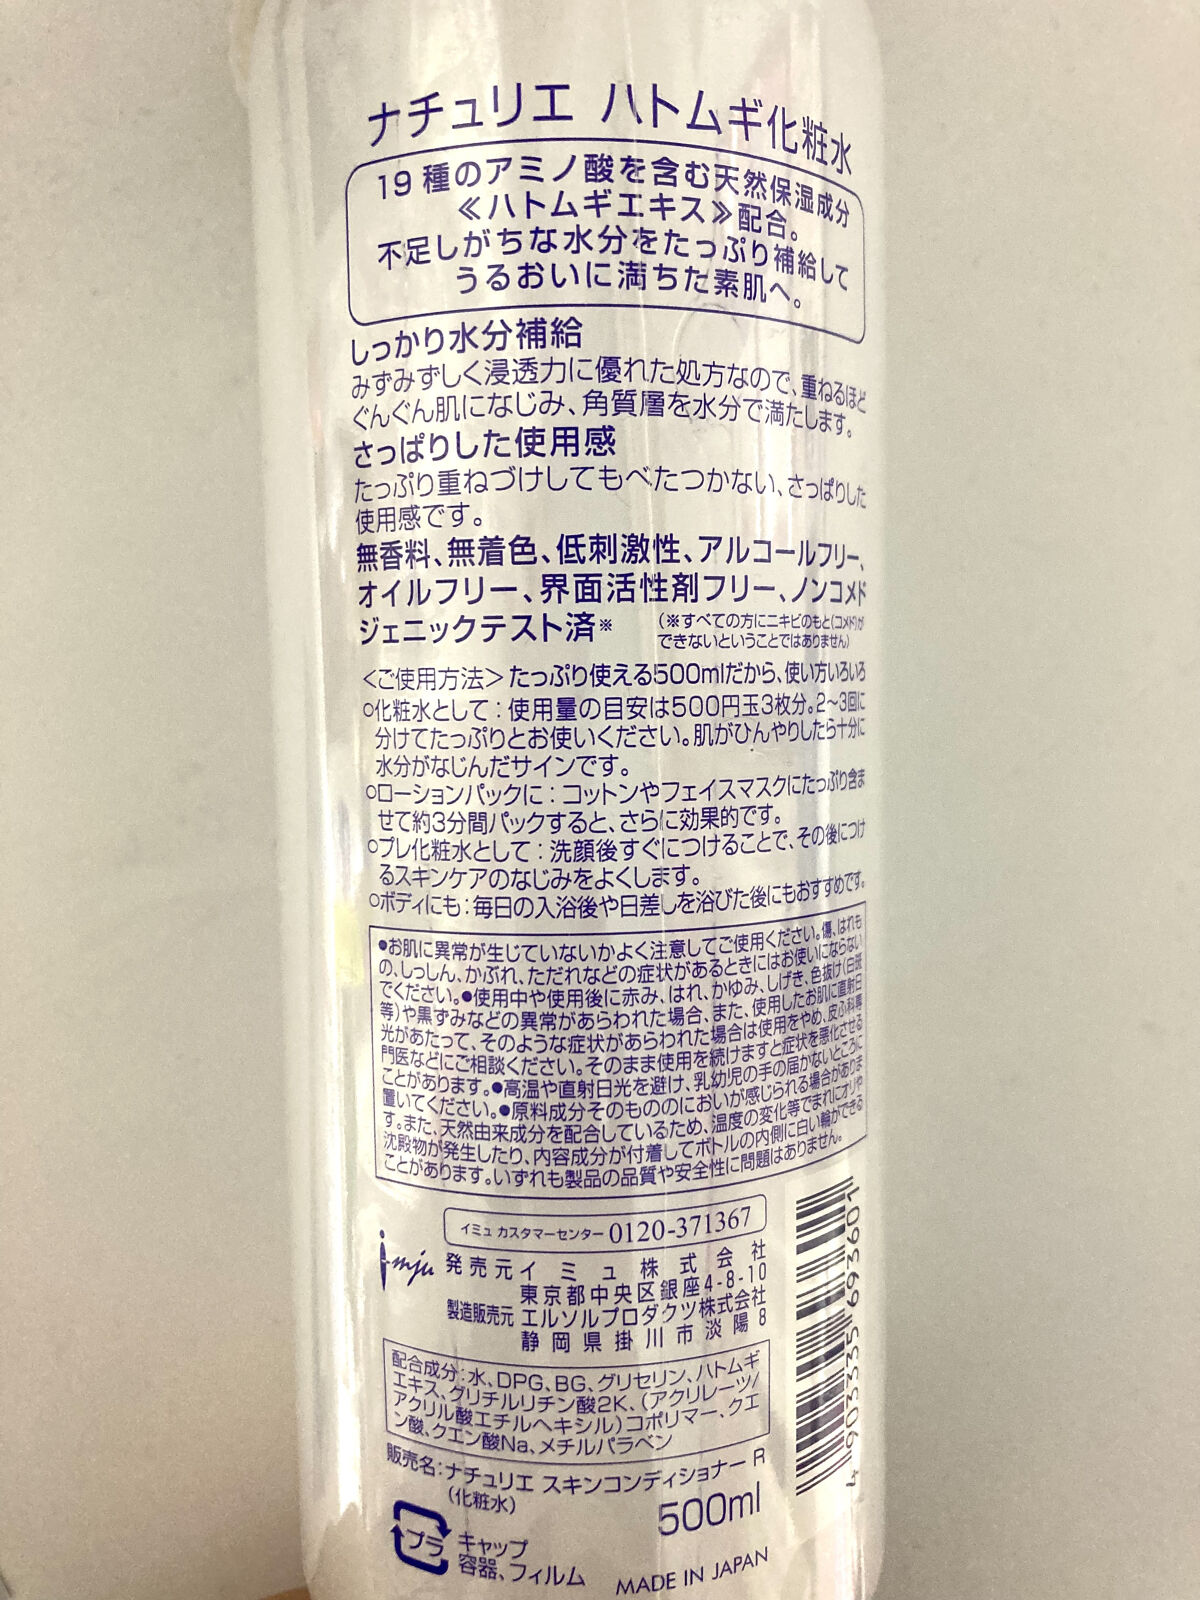 ナチュリエ ハトムギ化粧水
19種のアミノ酸を含む天然保湿成分
≪ハトムギエキス≫配合。
不足しがちな水分をたっぷり補給して
うるおいに満ちた素肌へ。
しっかり水分補給
みずみずしく浸透力に優れた処方なので、重ねるほど
ぐんぐん肌になじみ、角質層を水分で満たします。
さっぱりした使用感
たっぷり重ねづけしてもべたつかない、さっぱりした
使用感です。
無香料、無着色、低刺激性、アルコールフリー、
オイルフリー、界面活性剤フリー、ノンコメド
ジェニックテスト済※
(※すべての方にニキビのもと(コメド)が
できないということではありません)
<ご使用方法>たっぷり使える500mlだから、使い方いろいろ
○化粧水として：使用量の目安は500円玉3枚分。2〜3回に
分けてたっぷりとお使いください。肌がひんやりしたら十分に
水分がなじんだサインです。
○ローションパックに：コットンやフェイスマスクにたっぷり含ま
せて約3分間パックすると、さらに効果的です。
○プレ化粧水として：洗顔後すぐにつけることで、その後につけ
るスキンケアのなじみをよくします。
○ボディにも：毎日の入浴後や日差しを浴びた後にもおすすめです。
●お肌に異常が生じていないかよく注意してご使用ください。傷、はれも
の、しっしん、かぶれ、ただれなどの症状があるときにはお使いにならない
でください。●使用中や使用後に赤み、はれ、かゆみ、しげき、色抜け(白斑
等)や黒ずみなどの異常があらわれた場合、また、使用したお肌に直射日
光があたって、そのような症状があらわれた場合は使用をやめ、皮ふ科専
門医などにご相談ください。そのまま使用を続けますと症状を悪化させる
ことがあります。●高温や直射日光を避け、乳幼児の手の届かないところに
置いてください。●原料成分そのもののにおいが感じられる場合がありま
す。また、天然由来成分を配合しているため、温度の変化等でまれにオリや
沈殿物が発生したり、内容成分が付着してボトルの内側に白い輪ができる
ことがあります。いずれも製品の品質や安全性に問題はありません。
イミュ カスタマーセンター 0120-371367
imju 発売元 イミュ株式会社
東京都中央区銀座4-8-10
製造販売元 エルソルプロダクツ株式会社
静岡県掛川市淡陽8
配合成分：水、DPG、BG、グリセリン、ハトムギ
エキス、グリチルリチン酸2K、(アクリレーツ/
アクリル酸エチルヘキシル)コポリマー、クエ
ン酸、クエン酸Na、メチルパラベン
販売名：ナチュリエ スキンコンディショナー R
(化粧水)
500ml
プラ
キャップ
容器、フィルム
MADE IN JAPAN
4 903335 693601